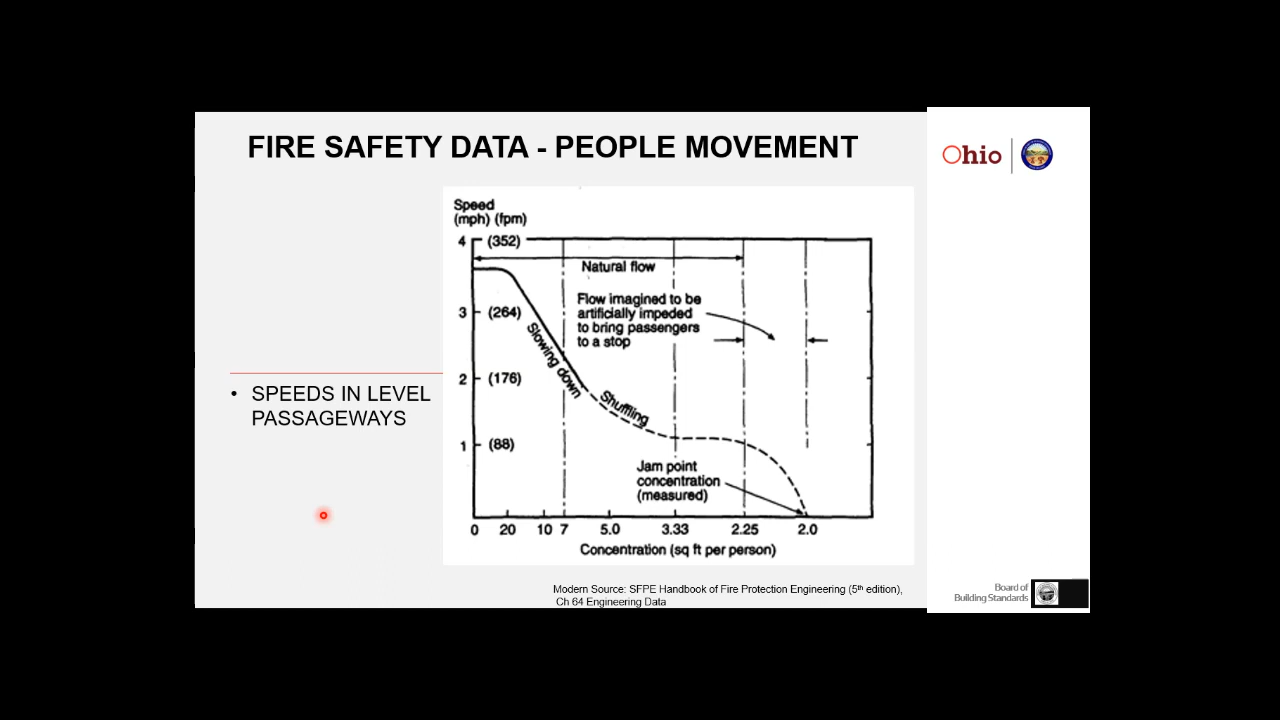 FIRE SAFETY DATA - PEOPLE MOVEMENT
Ohio
Speed
(mph) (fpm)
4 (352)
Natural flow
Flow imagined to be
artificially impeded
to bring passengers
to a stop
3 (264)
Slowing down
2 (176)
Shuffling
1 (88)
Jam point
concentration
(measured)
0 20 10 7 5.0 3.33 2.25 2.0
Concentration (sq ft per person)
• SPEEDS IN LEVEL
PASSAGEWAYS
Modern Source: SFPE Handbook of Fire Protection Engineering (5th edition),
Ch 64 Engineering Data
Board of
Building Standards